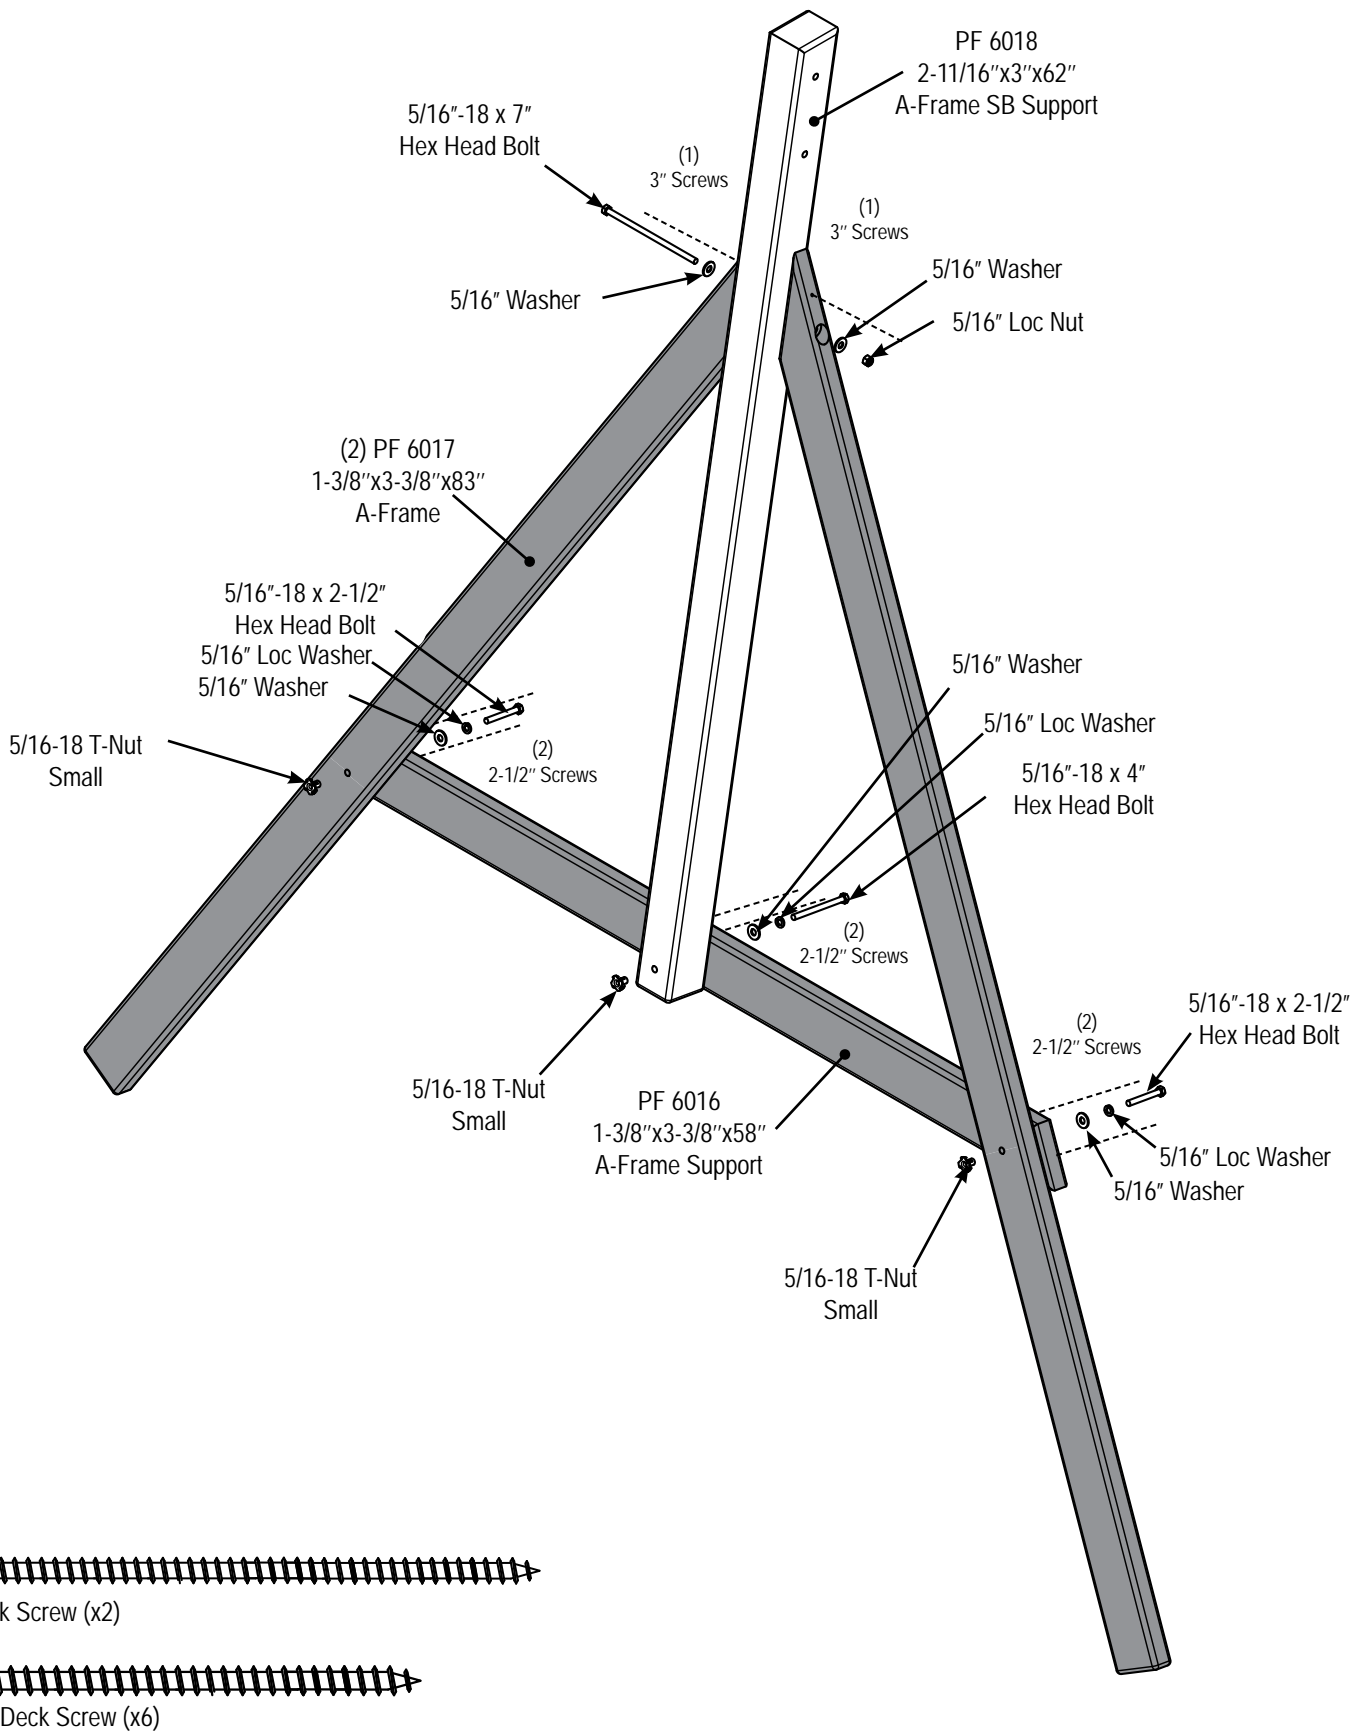 PF 6018
2-11/16"x3"x62"
A-Frame SB Support
5/16"-18 x 7"
Hex Head Bolt
(1)
3" Screws
(1)
3" Screws
5/16" Washer
5/16" Washer
5/16" Loc Nut
(2) PF 6017
1-3/8"x3-3/8"x83"
A-Frame
5/16"-18 x 2-1/2"
Hex Head Bolt
5/16" Loc Washer
5/16" Washer
5/16-18 T-Nut
Small
(2)
2-1/2" Screws
5/16" Washer
5/16" Loc Washer
5/16"-18 x 4"
Hex Head Bolt
(2)
2-1/2" Screws
5/16"-18 x 2-1/2"
Hex Head Bolt
(2)
2-1/2" Screws
5/16-18 T-Nut
Small
PF 6016
1-3/8"x3-3/8"x58"
A-Frame Support
5/16" Loc Washer
5/16" Washer
5/16-18 T-Nut
Small
k Screw (x2)
Deck Screw (x6)